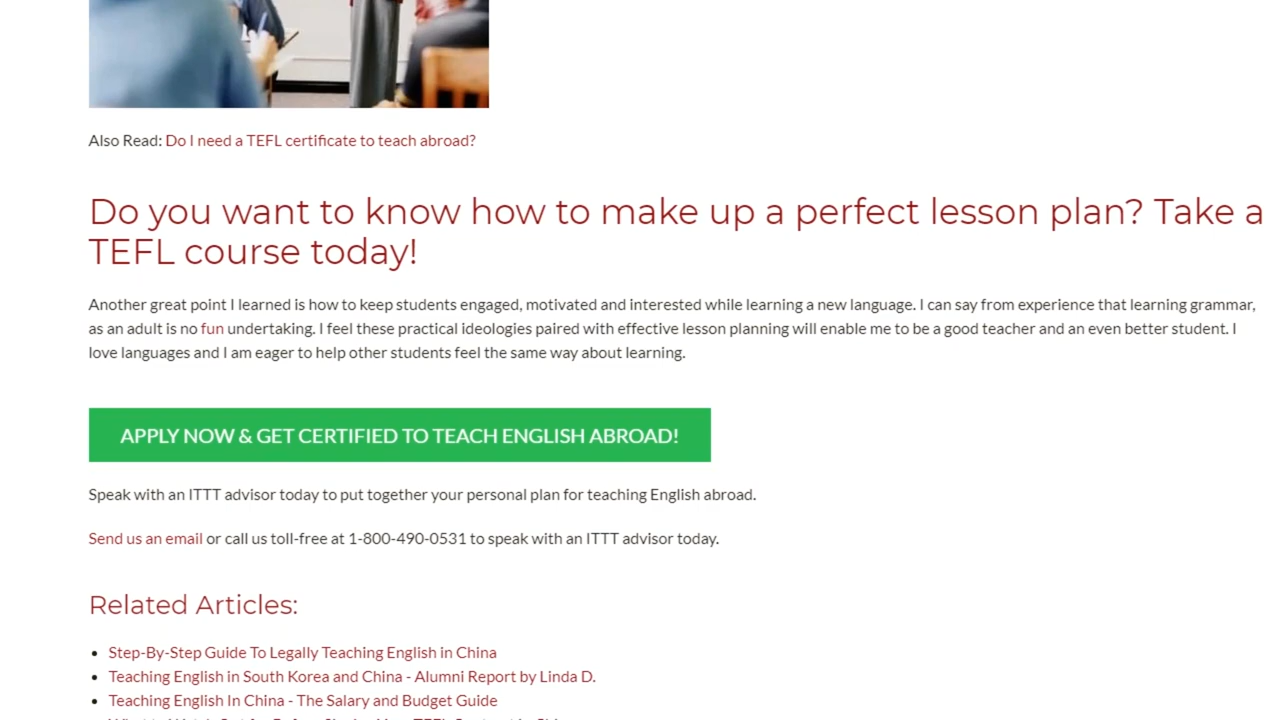 Also Read: Do I need a TEFL certificate to teach abroad?
Do you want to know how to make up a perfect lesson plan? Take a
TEFL course today!
Another great point I learned is how to keep students engaged, motivated and interested while learning a new language. I can say from experience that learning grammar,
as an adult is no fun undertaking. I feel these practical ideologies paired with effective lesson planning will enable me to be a good teacher and an even better student. I
love languages and I am eager to help other students feel the same way about learning.
APPLY NOW & GET CERTIFIED TO TEACH ENGLISH ABROAD!
Speak with an ITTT advisor today to put together your personal plan for teaching English abroad.
Send us an email or call us toll-free at 1-800-490-0531 to speak with an ITTT advisor today.
Related Articles:
Step-By-Step Guide To Legally Teaching English in China
Teaching English in South Korea and China - Alumni Report by Linda D.
Teaching English In China - The Salary and Budget Guide